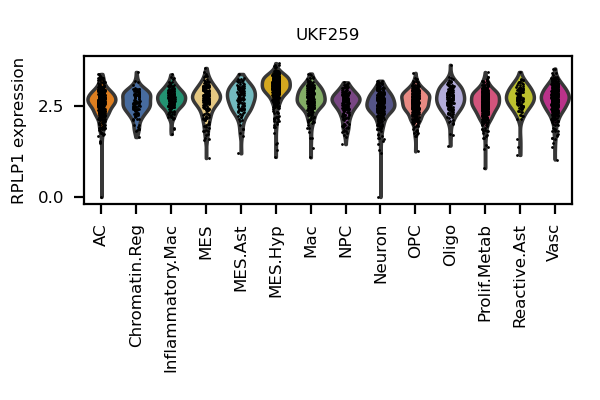 UKF259
RPLP1 expression
2.5
0.0
AC
Chromatin.Reg
Inflammatory.Mac
MES
MES.Ast
MES.Hyp
Mac
NPC
Neuron
OPC
Oligo
Prolif.Metab
Reactive.Ast
Vasc